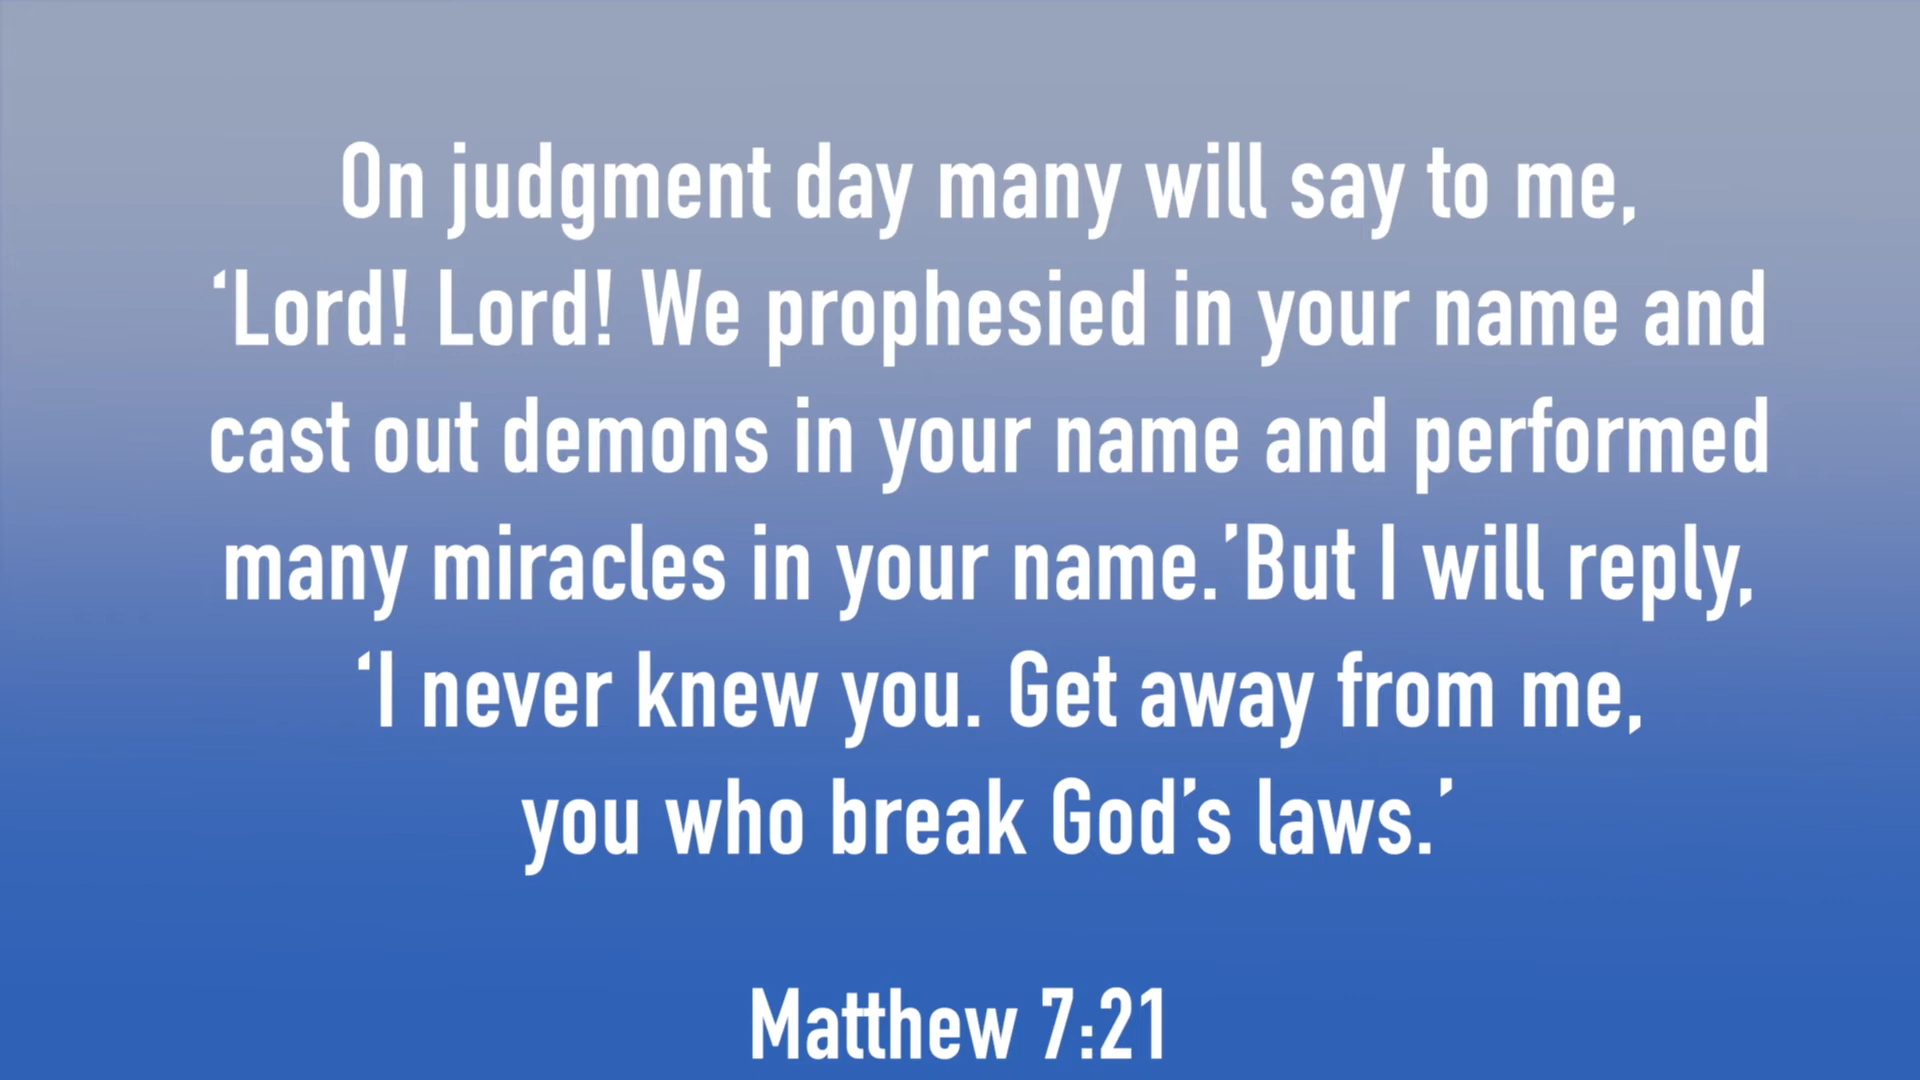 On judgment day many will say to me,
‘Lord! Lord! We prophesied in your name and
cast out demons in your name and performed
many miracles in your name.’But I will reply,
‘I never knew you. Get away from me,
you who break God’s laws.’
Matthew 7:21